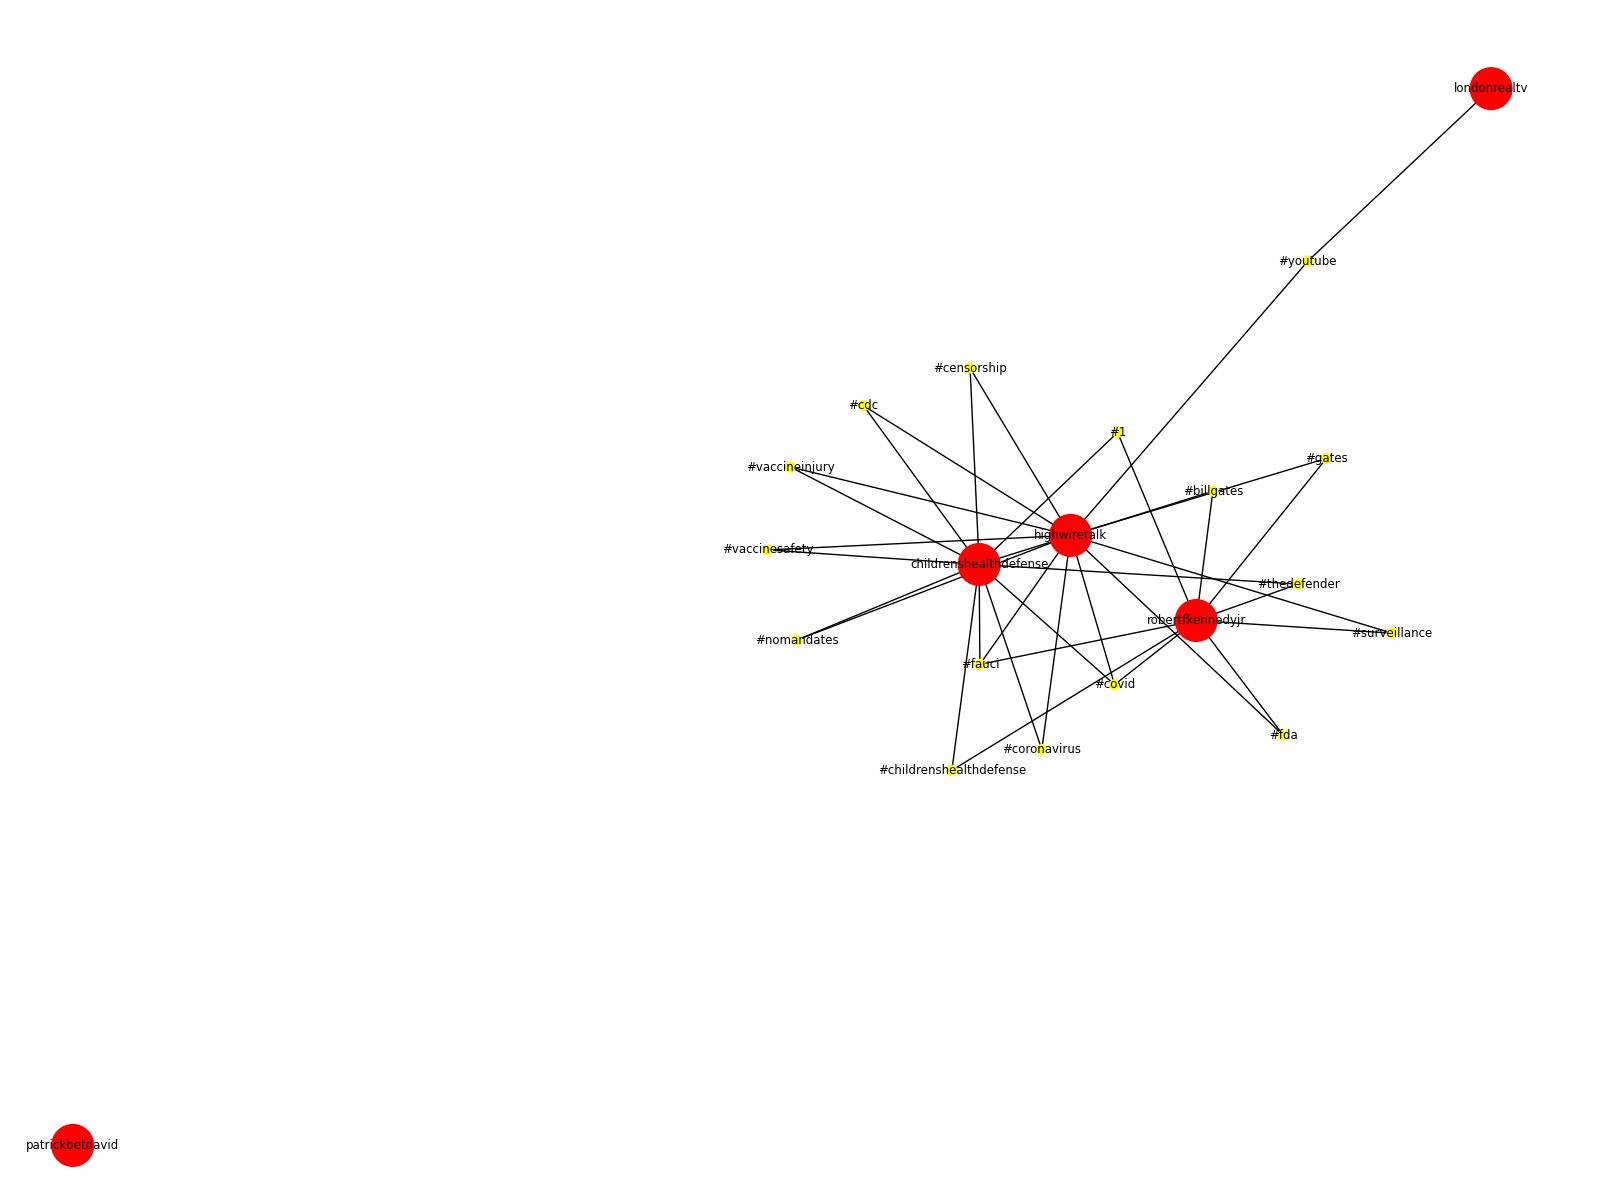 londonrealtv
#youtube
#censorship
#cdc
#1
#gates
#vaccineinjury
#billgates
highwiretalk
#vaccinesafety
childrenshealthdefense
#thedefender
robertfkennedyjr
#surveillance
#nomandates
#fauci
#covid
#fda
#coronavirus
#childrenshealthdefense
patrickbetdavid